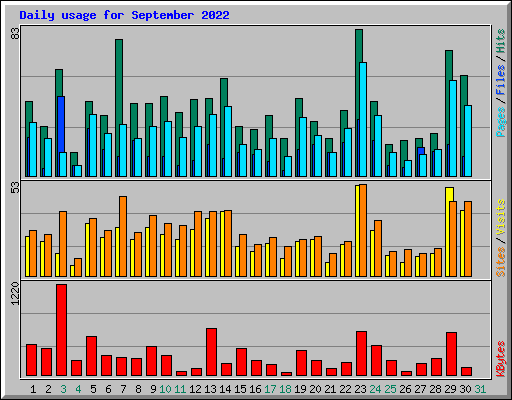 Daily usage for September 2022
83
Pages / Files / Hits
53
Sites / Visits
1220
KBytes
1 2 3 4 5 6 7 8 9 10 11 12 13 14 15 16 17 18 19 20 21 22 23 24 25 26 27 28 29 30 31